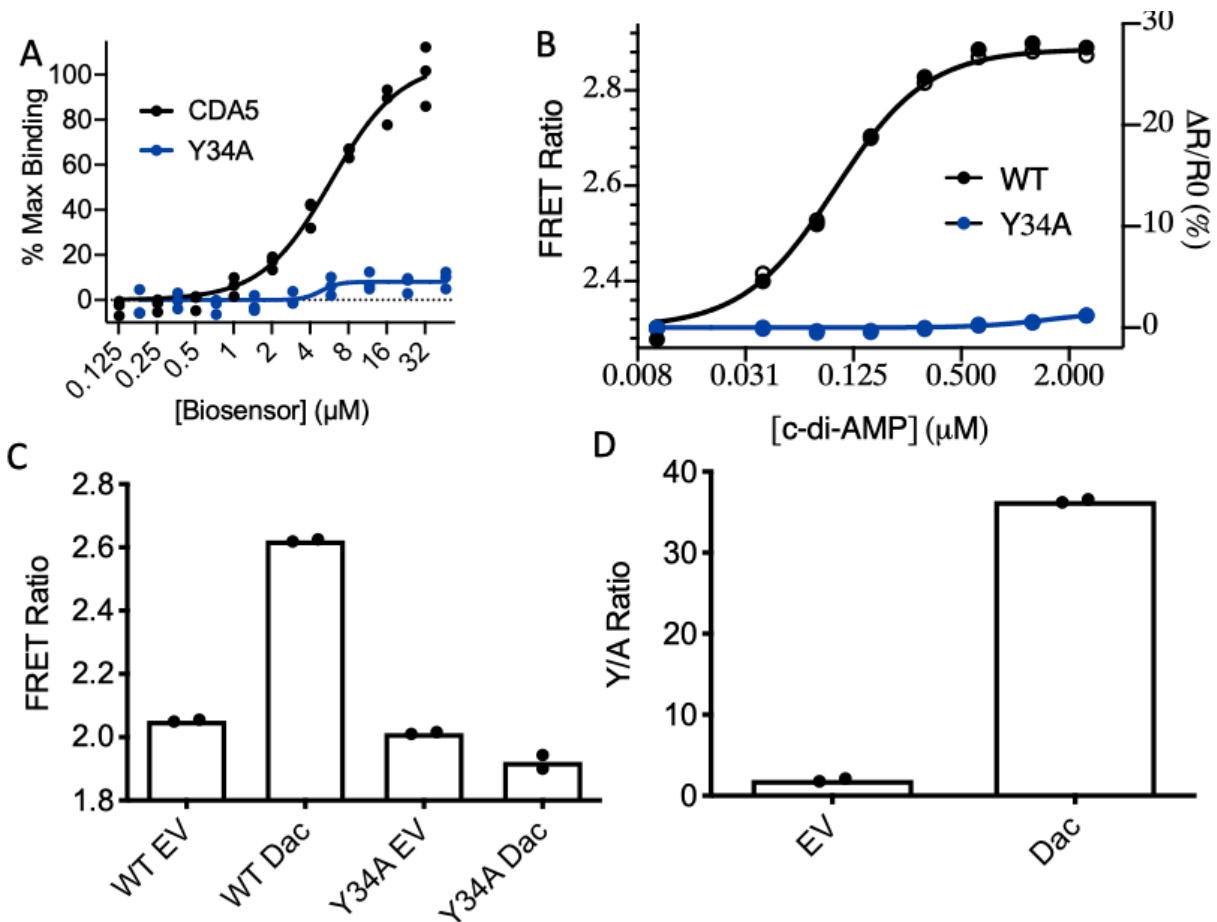 A
% Max Binding
100
80
60
40
20
0
CDA5
Y34A
0.125
0.25
0.5
1
2
4
8
16
32
[Biosensor] (µM)
B
FRET Ratio
2.8
2.6
2.4
WT
Y34A
30
20
10
0
ΔR/R0 (%)
0.008
0.031
0.125
0.500
2.000
[c-di-AMP] (µM)
C
FRET Ratio
2.8
2.6
2.4
2.2
2.0
1.8
WT EV
WT Dac
Y34A EV
Y34A Dac
D
Y/A Ratio
40
30
20
10
0
EV
Dac